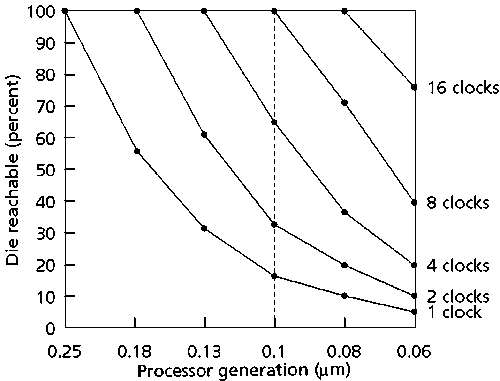 Die reachable (percent)
100
90
80
70
60
50
40
30
20
10
0
16 clocks
8 clocks
4 clocks
2 clocks
1 clock
0.25 0.18 0.13 0.1 0.08 0.06
Processor generation (μm)